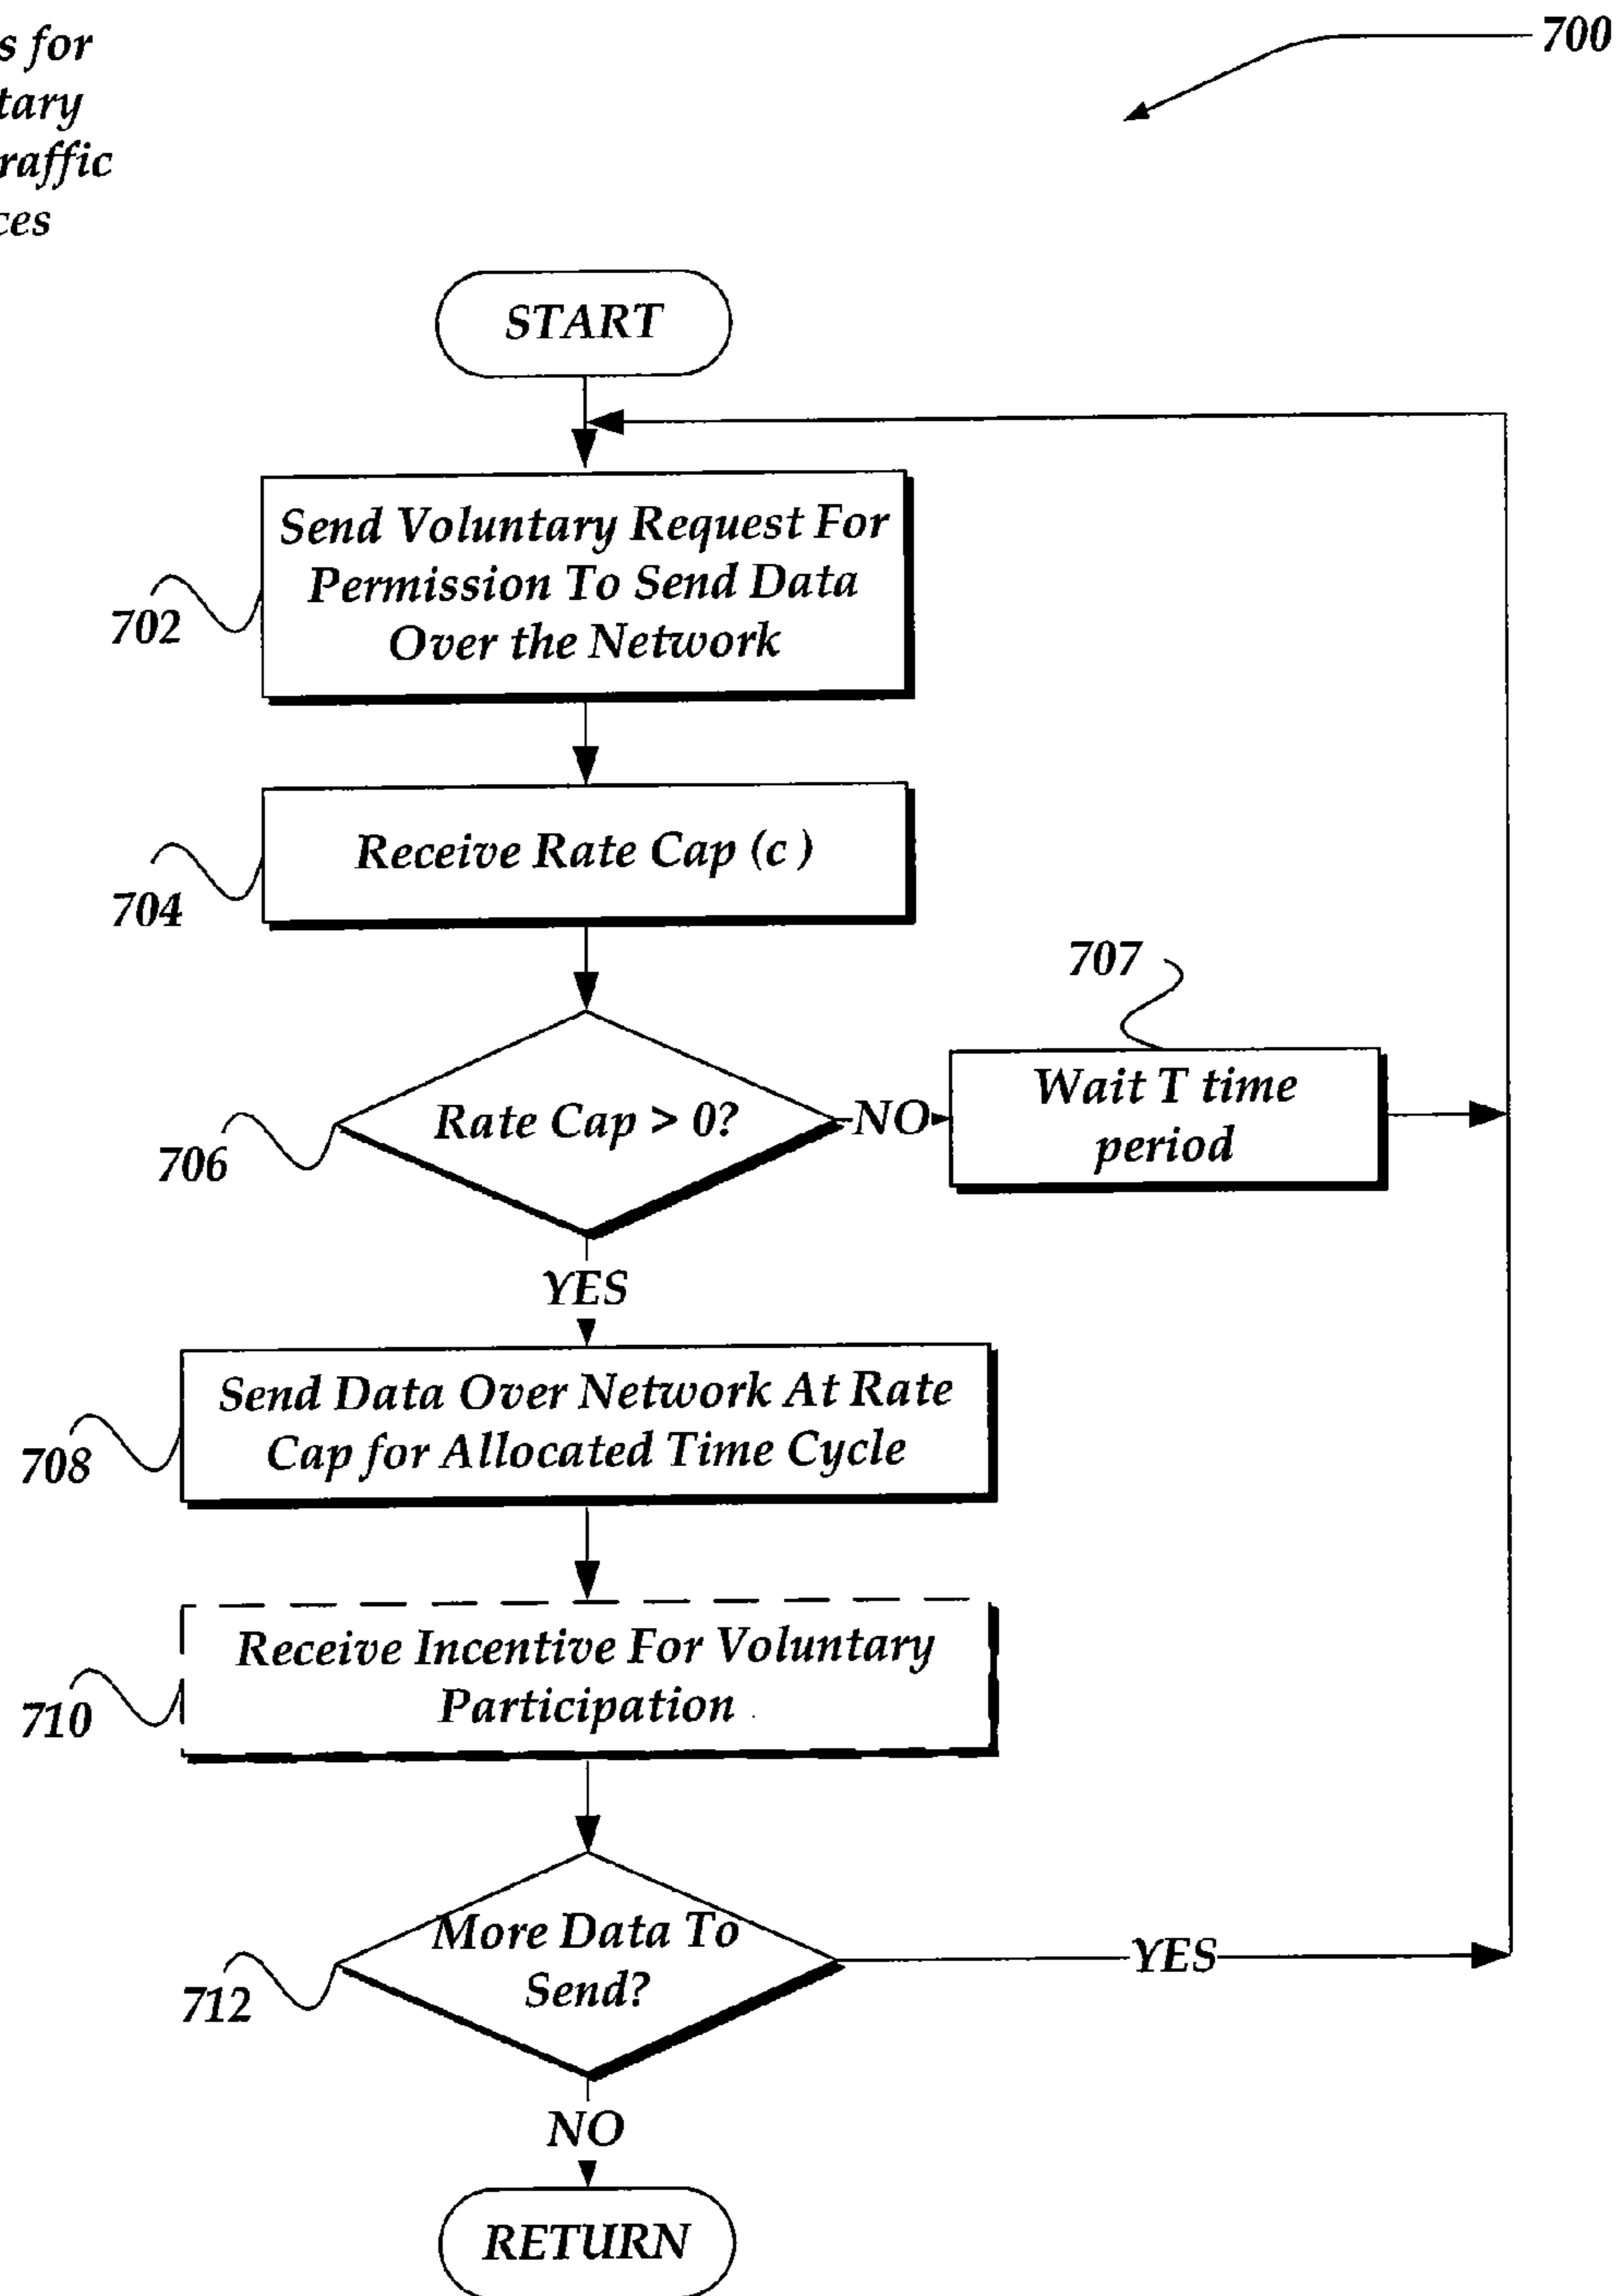 s for
tary
raffic
ces
700
START
Send Voluntary Request For
Permission To Send Data
Over the Network
702
Receive Rate Cap (c )
704
707
Wait T time
period
Rate Cap > 0?
NO
706
YES
Send Data Over Network At Rate
Cap for Allocated Time Cycle
708
Receive Incentive For Voluntary
Participation
710
More Data To
Send?
YES
712
NO
RETURN